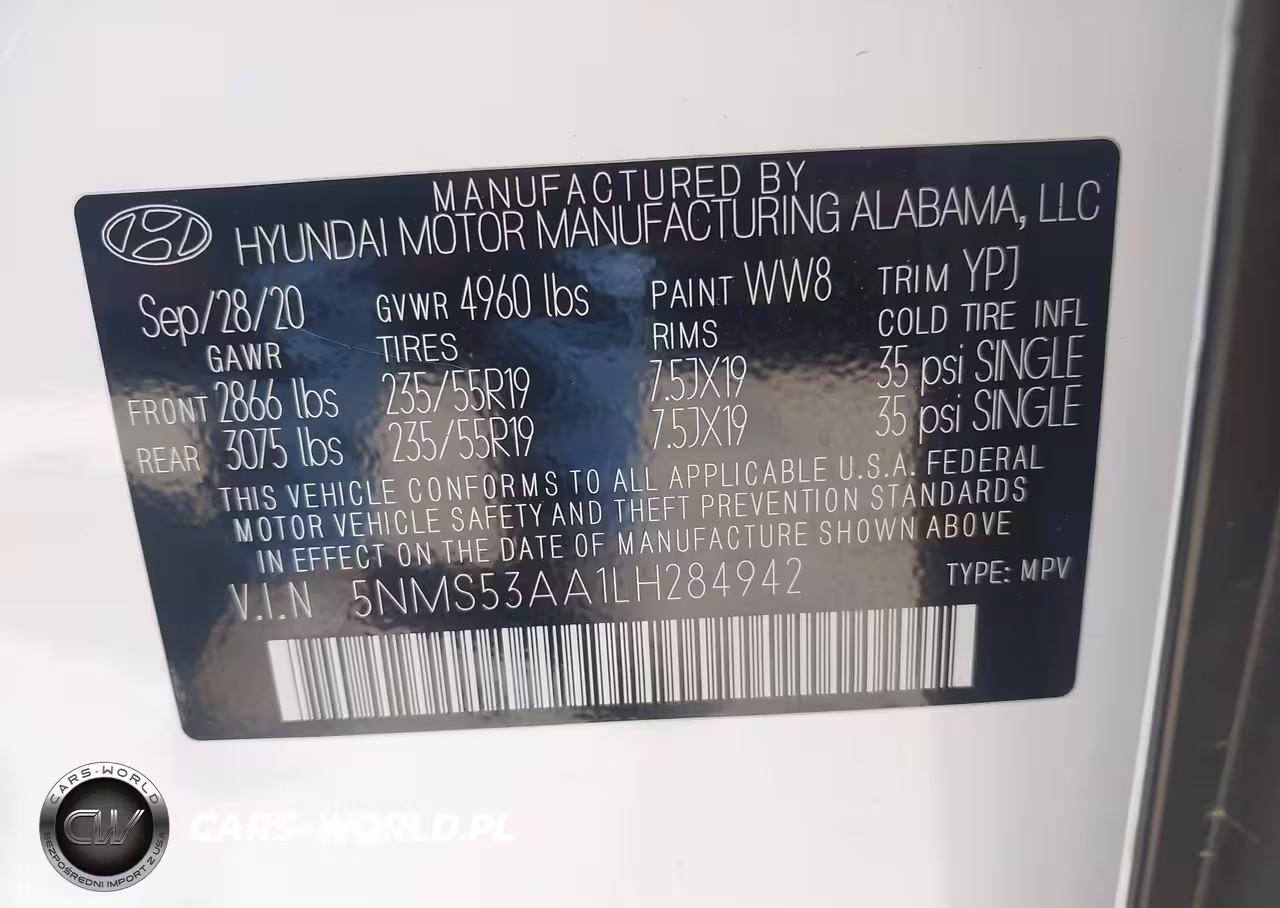 MANUFACTURED BY
HYUNDAI MOTOR MANUFACTURING ALABAMA, LLC
Sep/28/20 GVWR 4960 lbs PAINT WW8 TRIM YPJ
GAWR TIRES RIMS COLD TIRE INFL
FRONT 2866 lbs 235/55R19 7.5JX19 35 psi SINGLE
REAR 3075 lbs 235/55R19 7.5JX19 35 psi SINGLE
THIS VEHICLE CONFORMS TO ALL APPLICABLE U.S.A. FEDERAL
MOTOR VEHICLE SAFETY AND THEFT PREVENTION STANDARDS
IN EFFECT ON THE DATE OF MANUFACTURE SHOWN ABOVE
V.I.N 5NMS53AA1LH284942 TYPE: MPV
CARS-WORLD
CW
BEZPOŚREDNI IMPORT Z USA
CARS-WORLD.PL